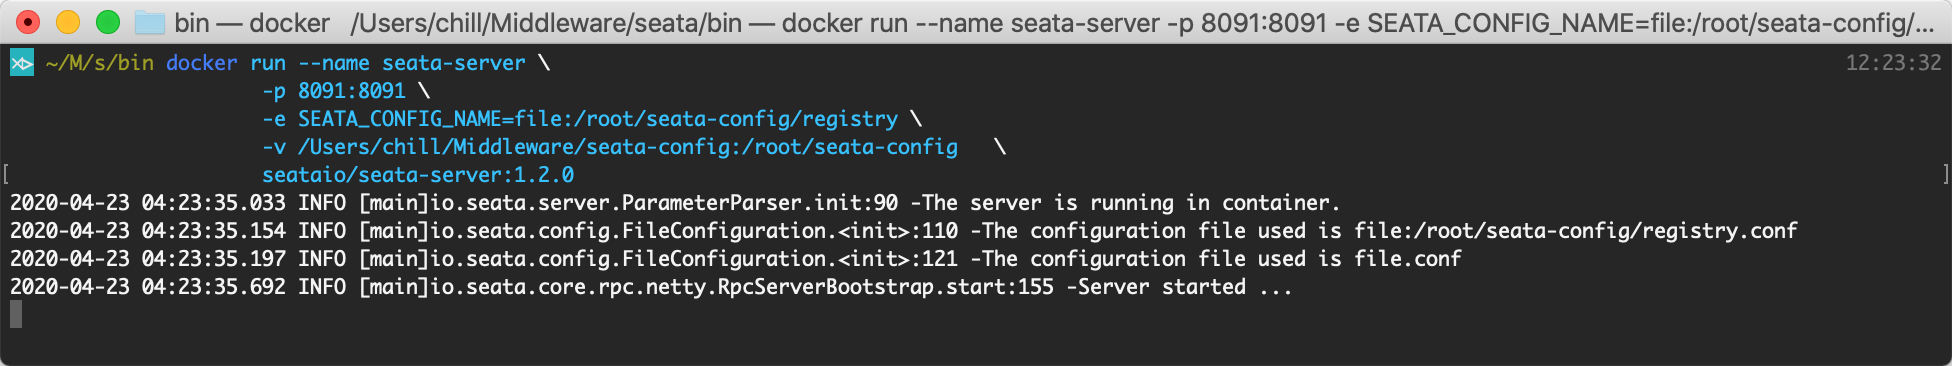 bin — docker /Users/chill/Middleware/seata/bin — docker run --name seata-server -p 8091:8091 -e SEATA_CONFIG_NAME=file:/root/seata-config/...
~/M/s/bin docker run --name seata-server \ 12:23:32
-p 8091:8091 \
-e SEATA_CONFIG_NAME=file:/root/seata-config/registry \
-v /Users/chill/Middleware/seata-config:/root/seata-config \
[ seataio/seata-server:1.2.0 ]
2020-04-23 04:23:35.033 INFO [main]io.seata.server.ParameterParser.init:90 -The server is running in container.
2020-04-23 04:23:35.154 INFO [main]io.seata.config.FileConfiguration.<init>:110 -The configuration file used is file:/root/seata-config/registry.conf
2020-04-23 04:23:35.197 INFO [main]io.seata.config.FileConfiguration.<init>:121 -The configuration file used is file.conf
2020-04-23 04:23:35.692 INFO [main]io.seata.core.rpc.netty.RpcServerBootstrap.start:155 -Server started ...